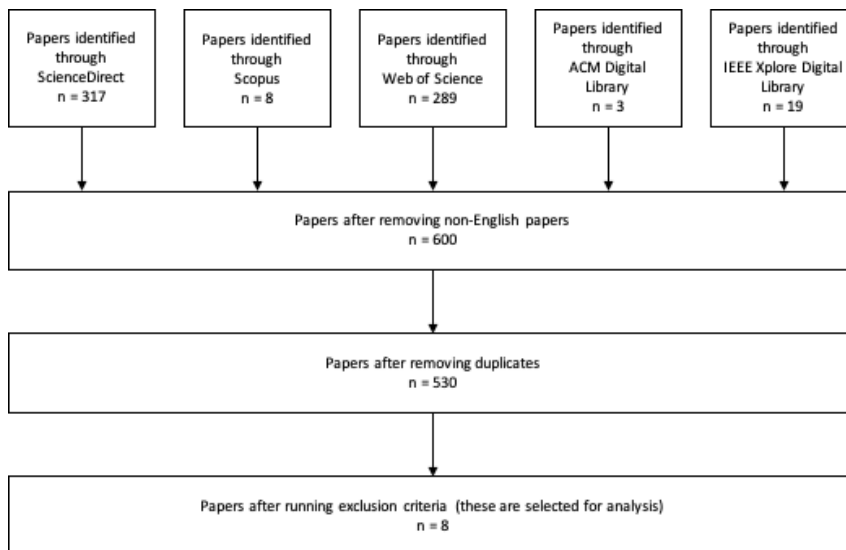 Papers identified
through
ScienceDirect
n = 317
Papers identified
through
Scopus
n = 8
Papers identified
through
Web of Science
n = 289
Papers identified
through
ACM Digital
Library
n = 3
Papers identified
through
IEEE Xplore Digital
Library
n = 19
Papers after removing non-English papers
n = 600
Papers after removing duplicates
n = 530
Papers after running exclusion criteria (these are selected for analysis)
n = 8